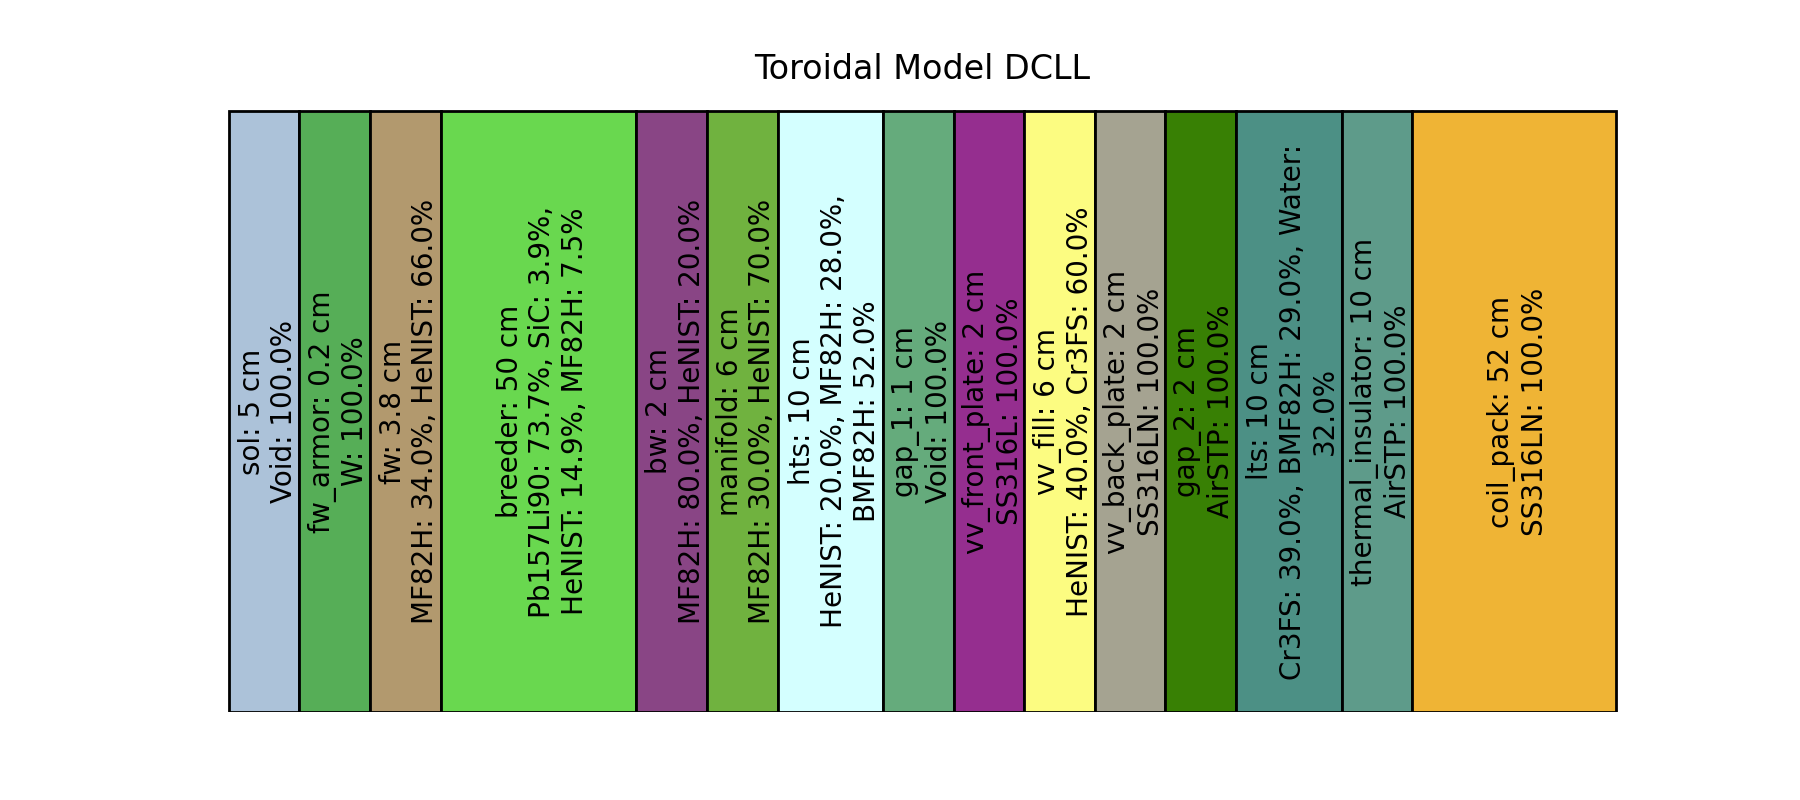 Toroidal Model DCLL
sol: 5 cm
Void: 100.0%
fw_armor: 0.2 cm
W: 100.0%
fw: 3.8 cm
MF82H: 34.0%, HeNIST: 66.0%
breeder: 50 cm
Pb157Li90: 73.7%, SiC: 3.9%,
HeNIST: 14.9%, MF82H: 7.5%
bw: 2 cm
MF82H: 80.0%, HeNIST: 20.0%
manifold: 6 cm
MF82H: 30.0%, HeNIST: 70.0%
hts: 10 cm
HeNIST: 20.0%, MF82H: 28.0%,
BMF82H: 52.0%
gap_1: 1 cm
Void: 100.0%
vv_front_plate: 2 cm
SS316L: 100.0%
vv_fill: 6 cm
HeNIST: 40.0%, Cr3FS: 60.0%
vv_back_plate: 2 cm
SS316LN: 100.0%
gap_2: 2 cm
AirSTP: 100.0%
lts: 10 cm
Cr3FS: 39.0%, BMF82H: 29.0%, Water:
32.0%
thermal_insulator: 10 cm
AirSTP: 100.0%
coil_pack: 52 cm
SS316LN: 100.0%